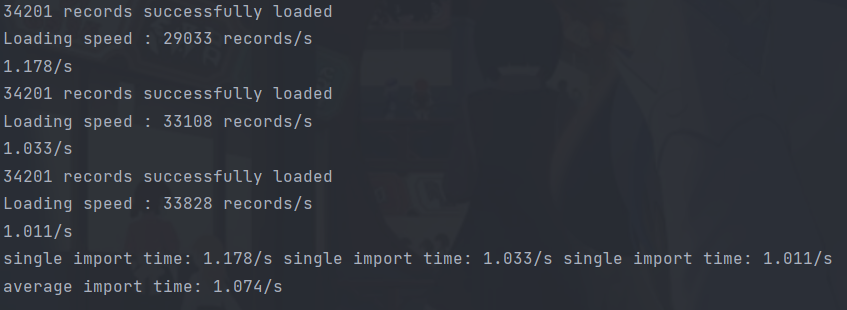 34201 records successfully loaded
Loading speed : 29033 records/s
1.178/s
34201 records successfully loaded
Loading speed : 33108 records/s
1.033/s
34201 records successfully loaded
Loading speed : 33828 records/s
1.011/s
single import time: 1.178/s single import time: 1.033/s single import time: 1.011/s
average import time: 1.074/s